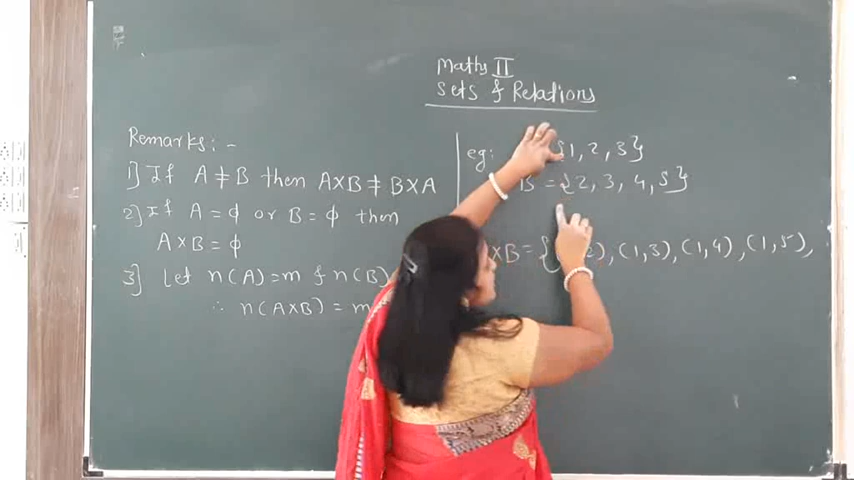 Maths II
Sets & Relations
Remarks :-
1] If A ≠ B then A×B ≠ B×A
2] If A = ϕ or B = ϕ then
A×B = ϕ
3] Let n(A) = m & n(B)
∴ n(A×B) = m
eg: {1, 2, 3}
B = {2, 3, 4, 5}
×B = { 2), (1,3), (1,4), (1,5),